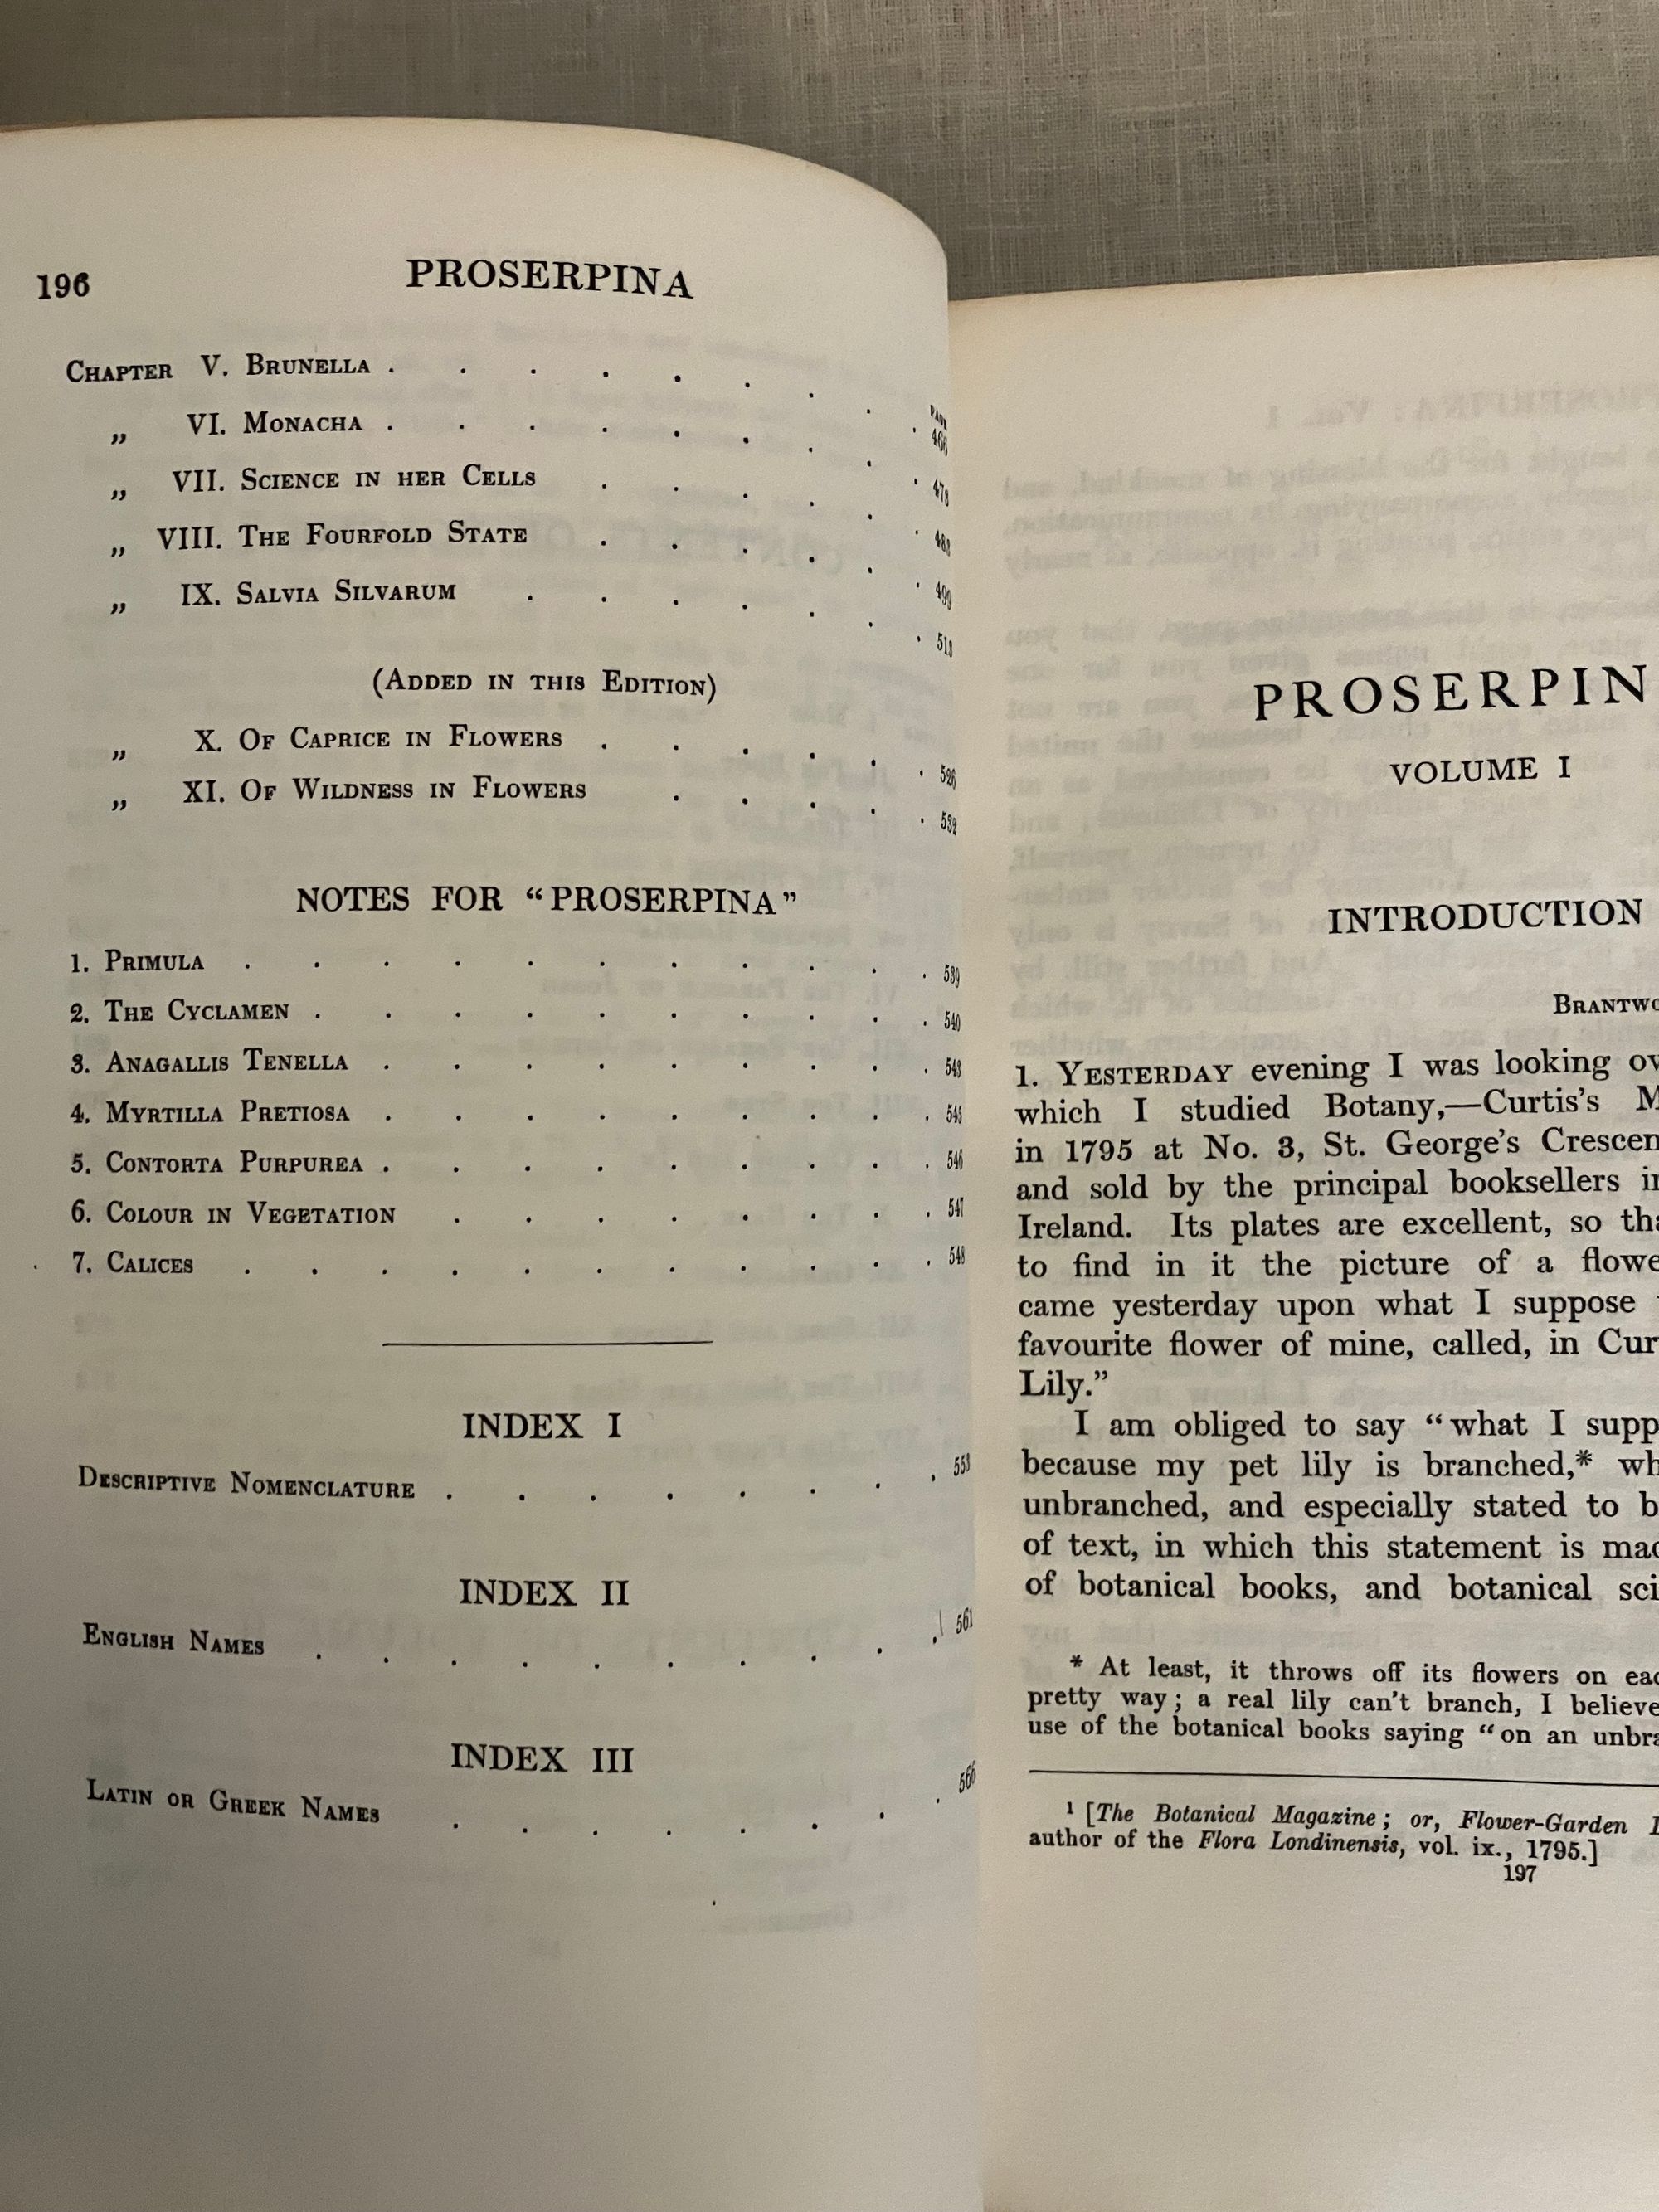 196 PROSERPINA
PAGE
CHAPTER V. BRUNELLA . . . . . . . . . 466
„ VI. MONACHA . . . . . . . . 478
„ VII. SCIENCE IN HER CELLS . . . . . . 488
„ VIII. THE FOURFOLD STATE . . . . . . 499
„ IX. SALVIA SILVARUM . . . . . . . 513
(ADDED IN THIS EDITION)
„ X. OF CAPRICE IN FLOWERS . . . . . . 526
„ XI. OF WILDNESS IN FLOWERS . . . . . 532
NOTES FOR “PROSERPINA”
1. PRIMULA . . . . . . . . . . . 539
2. THE CYCLAMEN . . . . . . . . . . 540
3. ANAGALLIS TENELLA . . . . . . . . . 543
4. MYRTILLA PRETIOSA . . . . . . . . . 545
5. CONTORTA PURPUREA . . . . . . . . . 546
6. COLOUR IN VEGETATION . . . . . . . . 547
7. CALICES . . . . . . . . . . . 548
INDEX I
DESCRIPTIVE NOMENCLATURE . . . . . . . . 553
INDEX II
ENGLISH NAMES . . . . . . . . . . 561
INDEX III
LATIN OR GREEK NAMES . . . . . . . . 566
PROSERPIN
VOLUME I
INTRODUCTION
BRANTWO
1. YESTERDAY evening I was looking ov
which I studied Botany,—Curtis’s M
in 1795 at No. 3, St. George’s Crescen
and sold by the principal booksellers in
Ireland. Its plates are excellent, so tha
to find in it the picture of a flowe
came yesterday upon what I suppose
favourite flower of mine, called, in Cur
Lily.”
I am obliged to say “what I supp
because my pet lily is branched,* wh
unbranched, and especially stated to b
of text, in which this statement is mad
of botanical books, and botanical sci
* At least, it throws off its flowers on eac
pretty way; a real lily can’t branch, I believe
use of the botanical books saying “on an unbra
1 [The Botanical Magazine; or, Flower-Garden
author of the Flora Londinensis, vol. ix., 1795.]
197